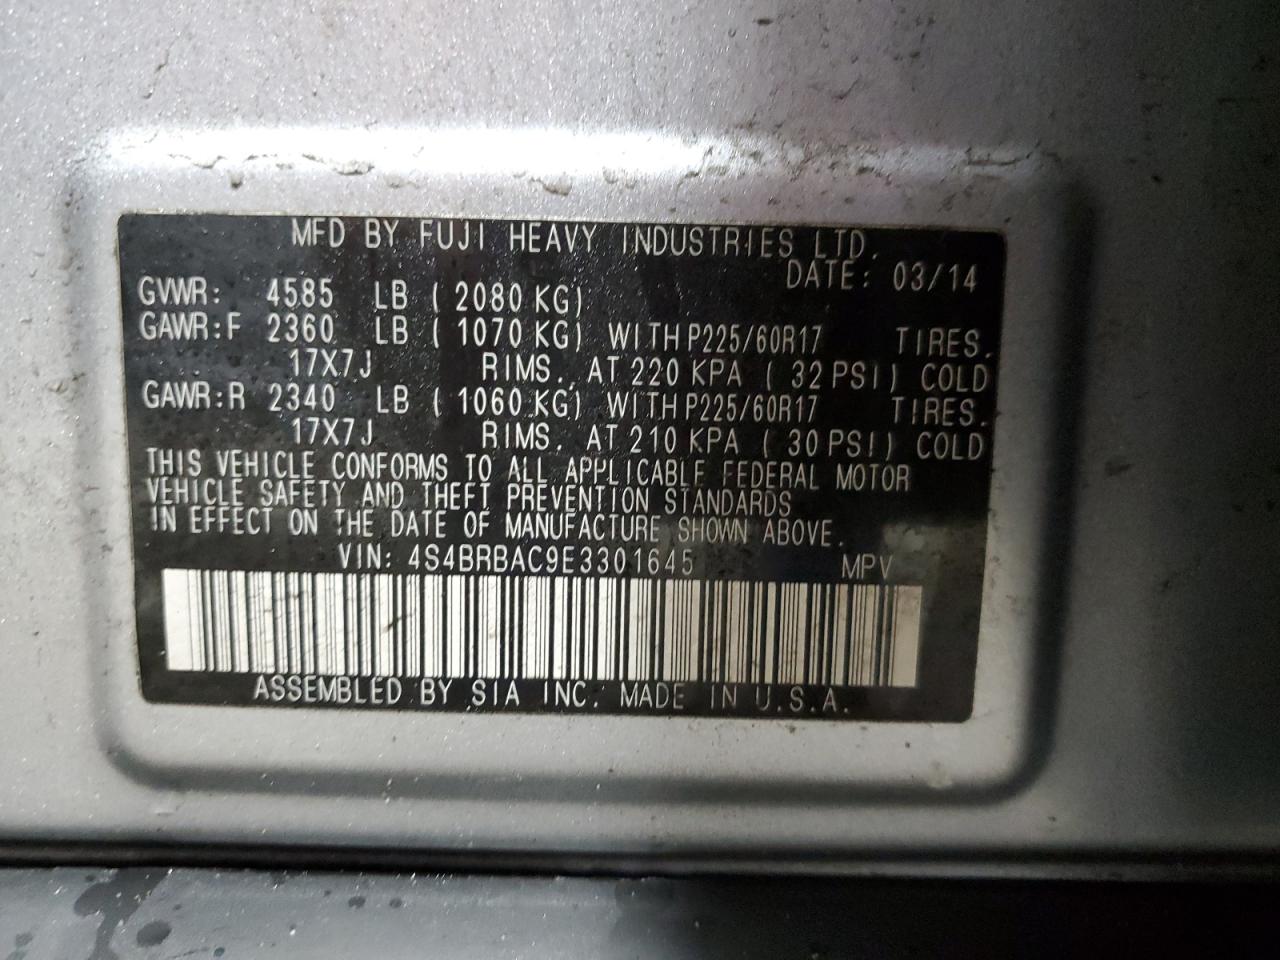 MFD BY FUJI HEAVY INDUSTRIES LTD.
DATE: 03/14
GVWR: 4585 LB ( 2080 KG)
GAWR:F 2360 LB ( 1070 KG) WITH P225/60R17 TIRES.
17X7J RIMS., AT 220 KPA ( 32 PSI) COLD
GAWR:R 2340 LB ( 1060 KG) WITH P225/60R17 TIRES.
17X7J RIMS. AT 210 KPA ( 30 PSI) COLD
THIS VEHICLE CONFORMS TO ALL APPLICABLE FEDERAL MOTOR
VEHICLE SAFETY AND THEFT PREVENTION STANDARDS
IN EFFECT ON THE DATE OF MANUFACTURE SHOWN ABOVE.
VIN: 4S4BRBAC9E3301645 MPV
ASSEMBLED BY SIA INC. MADE IN U.S.A.